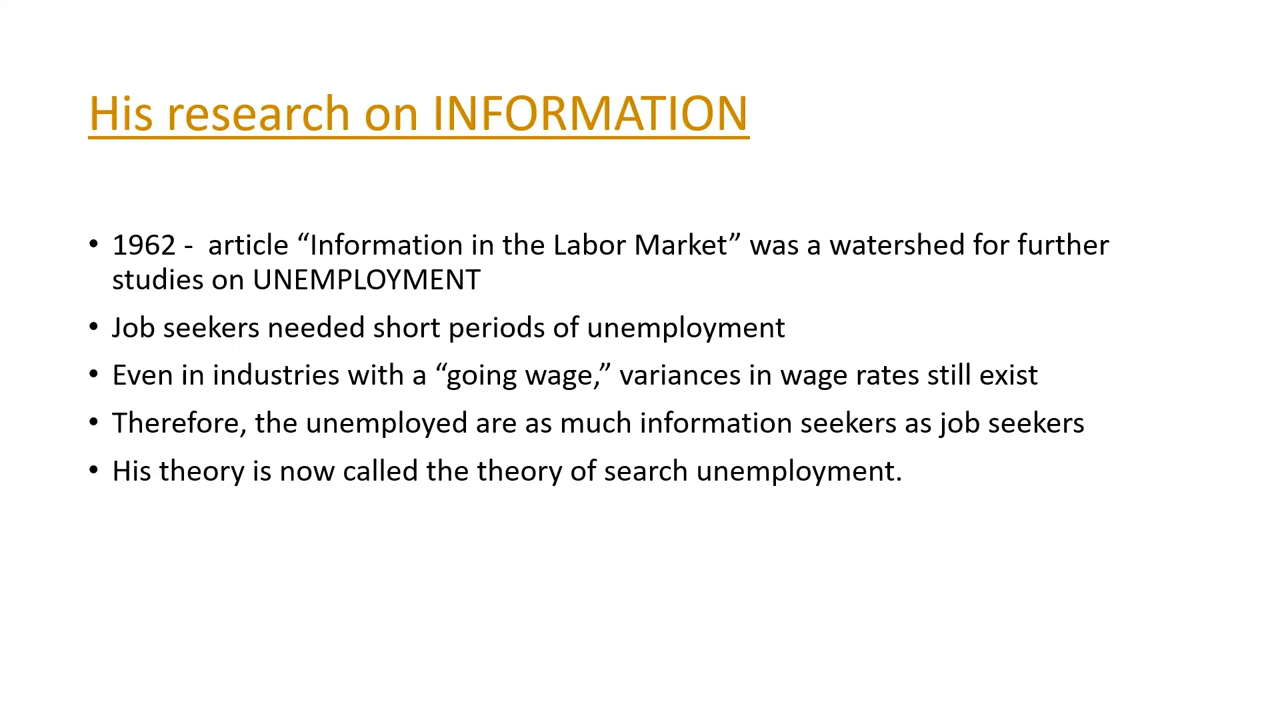 His research on INFORMATION
• 1962 -  article “Information in the Labor Market” was a watershed for further
studies on UNEMPLOYMENT
• Job seekers needed short periods of unemployment
• Even in industries with a “going wage,” variances in wage rates still exist
• Therefore, the unemployed are as much information seekers as job seekers
• His theory is now called the theory of search unemployment.